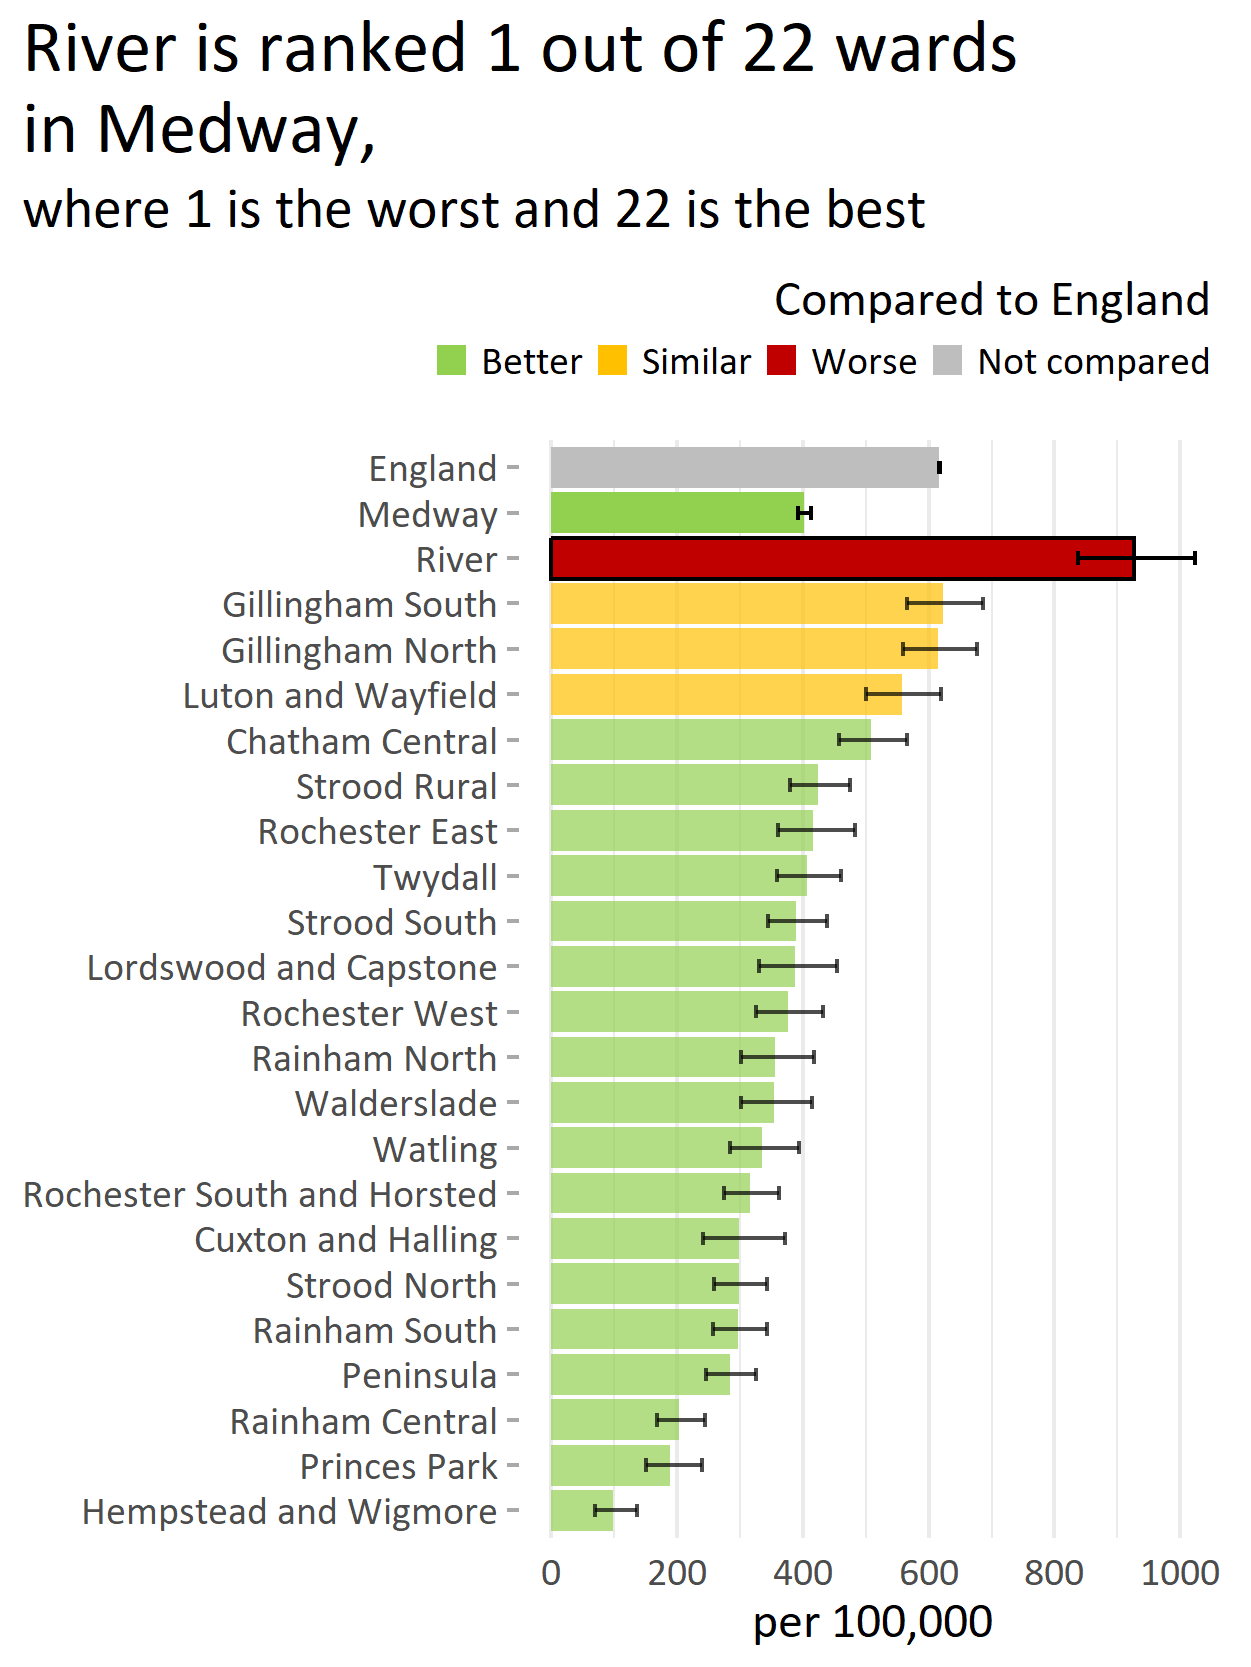 River is ranked 1 out of 22 wards
in Medway,
where 1 is the worst and 22 is the best
Compared to England
Better Similar Worse Not compared
England
Medway
River
Gillingham South
Gillingham North
Luton and Wayfield
Chatham Central
Strood Rural
Rochester East
Twydall
Strood South
Lordswood and Capstone
Rochester West
Rainham North
Walderslade
Watling
Rochester South and Horsted
Cuxton and Halling
Strood North
Rainham South
Peninsula
Rainham Central
Princes Park
Hempstead and Wigmore
0 200 400 600 800 1000
per 100,000